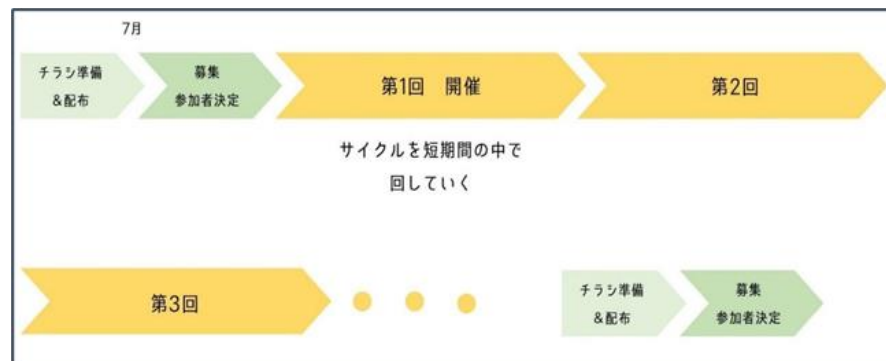 7月
チラシ準備
&配布
募集
参加者決定
第1回 開催
第2回
サイクルを短期間の中で
回していく
第3回
チラシ準備
&配布
募集
参加者決定